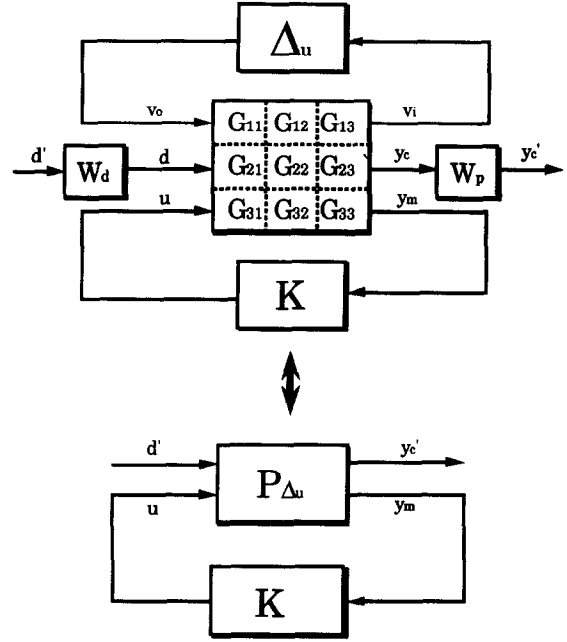 Δu
vo vi
G11 G12 G13
d' Wd d G21 G22 G23 yc Wp yc'
u G31 G32 G33 ym
K
d' yc'
PΔu
u ym
K